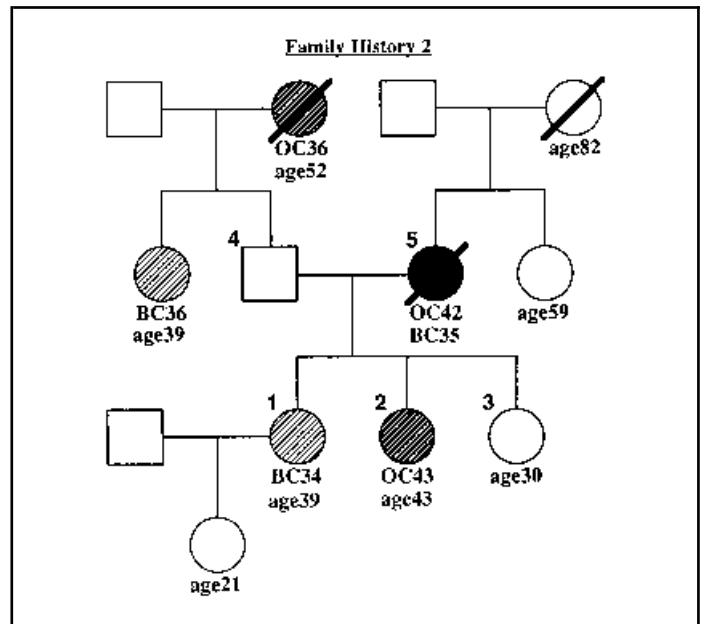 Family History 2
OC36
age52
age82
4
5
BC36
age39
OC42
BC35
age59
1
2
3
BC34
age39
OC43
age43
age30
age21